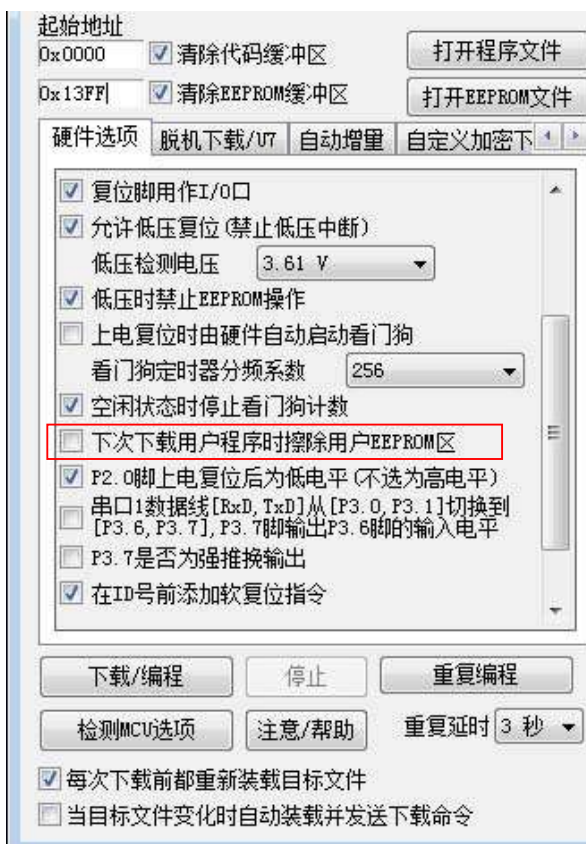 起始地址
0x0000 清除代码缓冲区 打开程序文件
0x13FF 清除EEPROM缓冲区 打开EEPROM文件
硬件选项 脱机下载/U7 自动增量 自定义加密下
复位脚用作I/O口
允许低压复位(禁止低压中断)
低压检测电压 3.61 V
低压时禁止EEPROM操作
上电复位时由硬件自动启动看门狗
看门狗定时器分频系数 256
空闲状态时停止看门狗计数
下次下载用户程序时擦除用户EEPROM区
P2.0脚上电复位后为低电平(不选为高电平)
串口1数据线[RxD,TxD]从[P3.0,P3.1]切换到
[P3.6,P3.7],P3.7脚输出P3.6脚的输入电平
P3.7是否为强推换输出
在ID号前添加软复位指令
下载/编程 停止 重复编程
检测MCU选项 注意/帮助 重复延时 3 秒
每次下载前都重新装载目标文件
当目标文件变化时自动装载并发送下载命令